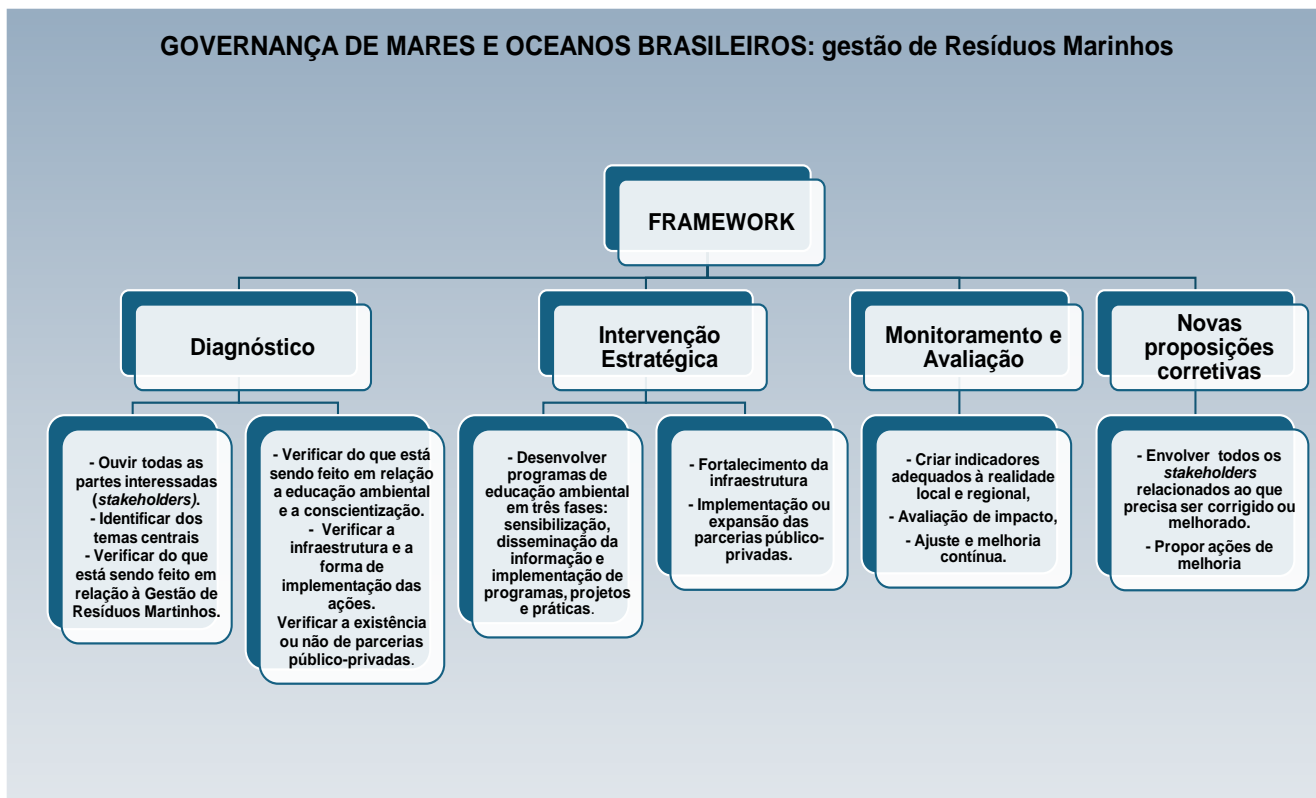 GOVERNANÇA DE MARES E OCEANOS BRASILEIROS: gestão de Resíduos Marinhos
FRAMEWORK
Diagnóstico
Intervenção
Estratégica
Monitoramento e
Avaliação
Novas
proposições
corretivas
- Ouvir todas as
partes interessadas
(stakeholders).
- Identificar dos
temas centrais
- Verificar do que
está sendo feito em
relação à Gestão de
Resíduos Martinhos.
- Verificar do que está
sendo feito em relação
a educação ambiental
e a conscientização.
- Verificar a
infraestrutura e a
forma de
implementação das
ações.
Verificar a existência
ou não de parcerias
público-privadas.
- Desenvolver
programas de
educação ambiental
em três fases:
sensibilização,
disseminação da
informação e
implementação de
programas, projetos
e práticas.
- Fortalecimento da
infraestrutura
- Implementação ou
expansão das
parcerias público-
privadas.
- Criar indicadores
adequados à realidade
local e regional,
- Avaliação de impacto,
- Ajuste e melhoria
contínua.
- Envolver todos os
stakeholders
relacionados ao que
precisa ser corrigido ou
melhorado.
- Propor ações de
melhoria